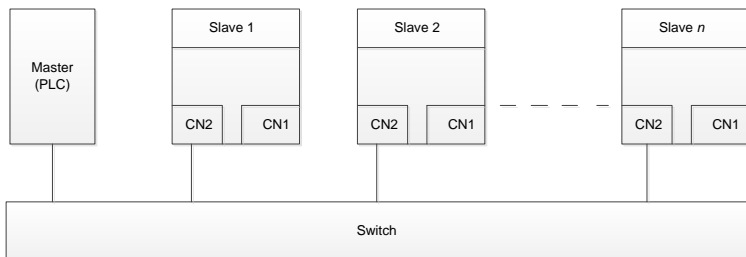 Master
(PLC)
Slave 1
CN2
CN1
Slave 2
CN2
CN1
Slave n
CN2
CN1
Switch